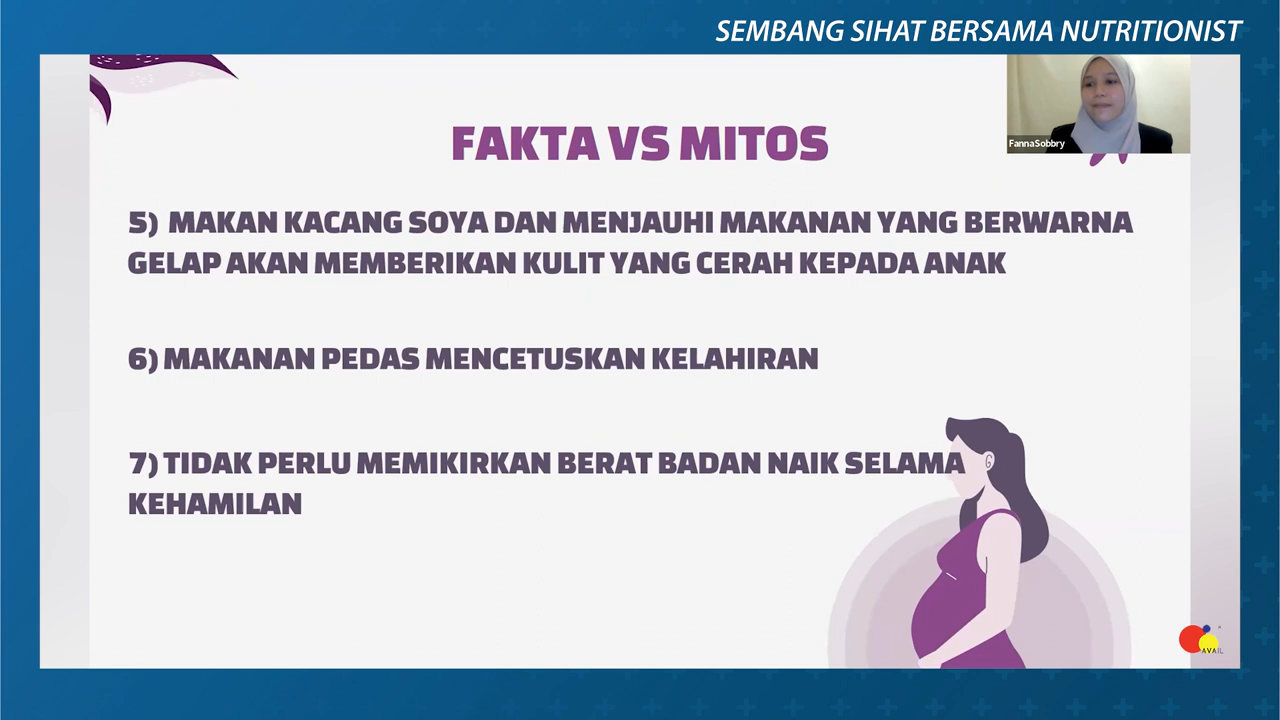 SEMBANG SIHAT BERSAMA NUTRITIONIST
FannaSobbry
FAKTA VS MITOS
5) MAKAN KACANG SOYA DAN MENJAUHI MAKANAN YANG BERWARNA
GELAP AKAN MEMBERIKAN KULIT YANG CERAH KEPADA ANAK
6) MAKANAN PEDAS MENCETUSKAN KELAHIRAN
7) TIDAK PERLU MEMIKIRKAN BERAT BADAN NAIK SELAMA
KEHAMILAN
AVAIL